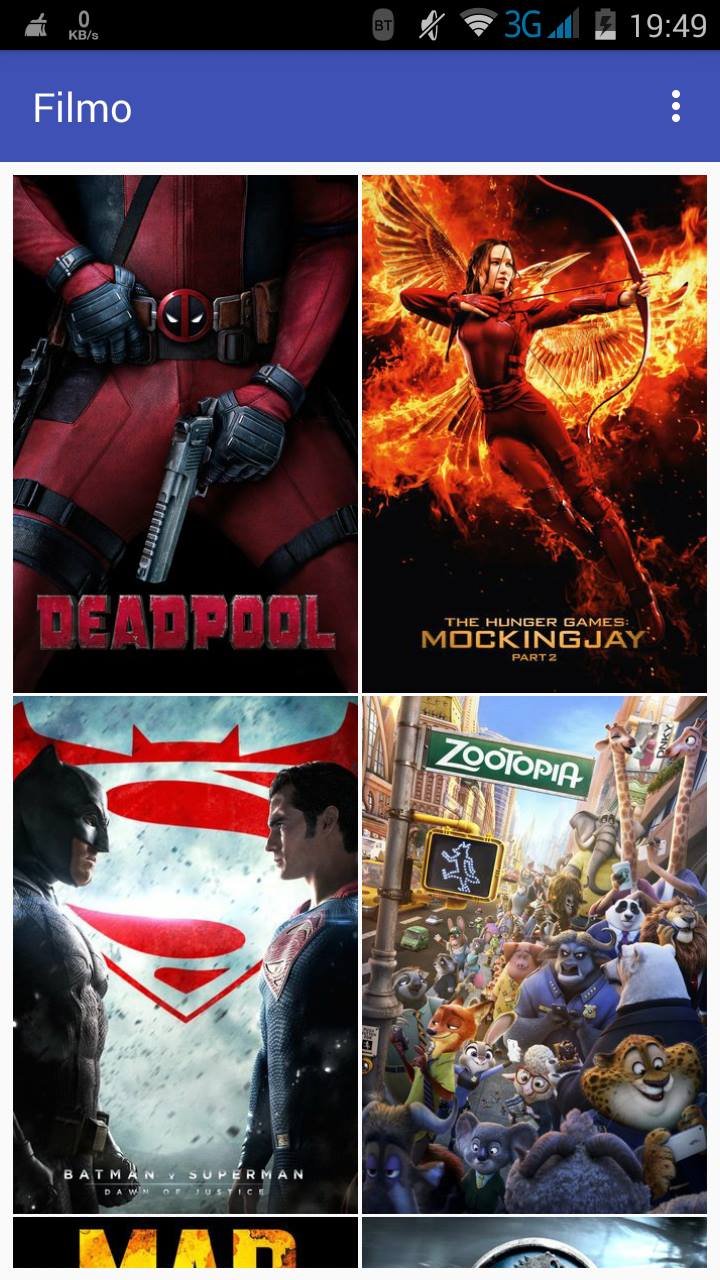 0
KB/s
BT
3G
19:49
Filmo
DEADPOOL
THE HUNGER GAMES:
MOCKINGJAY
PART 2
BATMAN V SUPERMAN
DAWN OF JUSTICE
ZOOTOPIA
DNKY
MAD